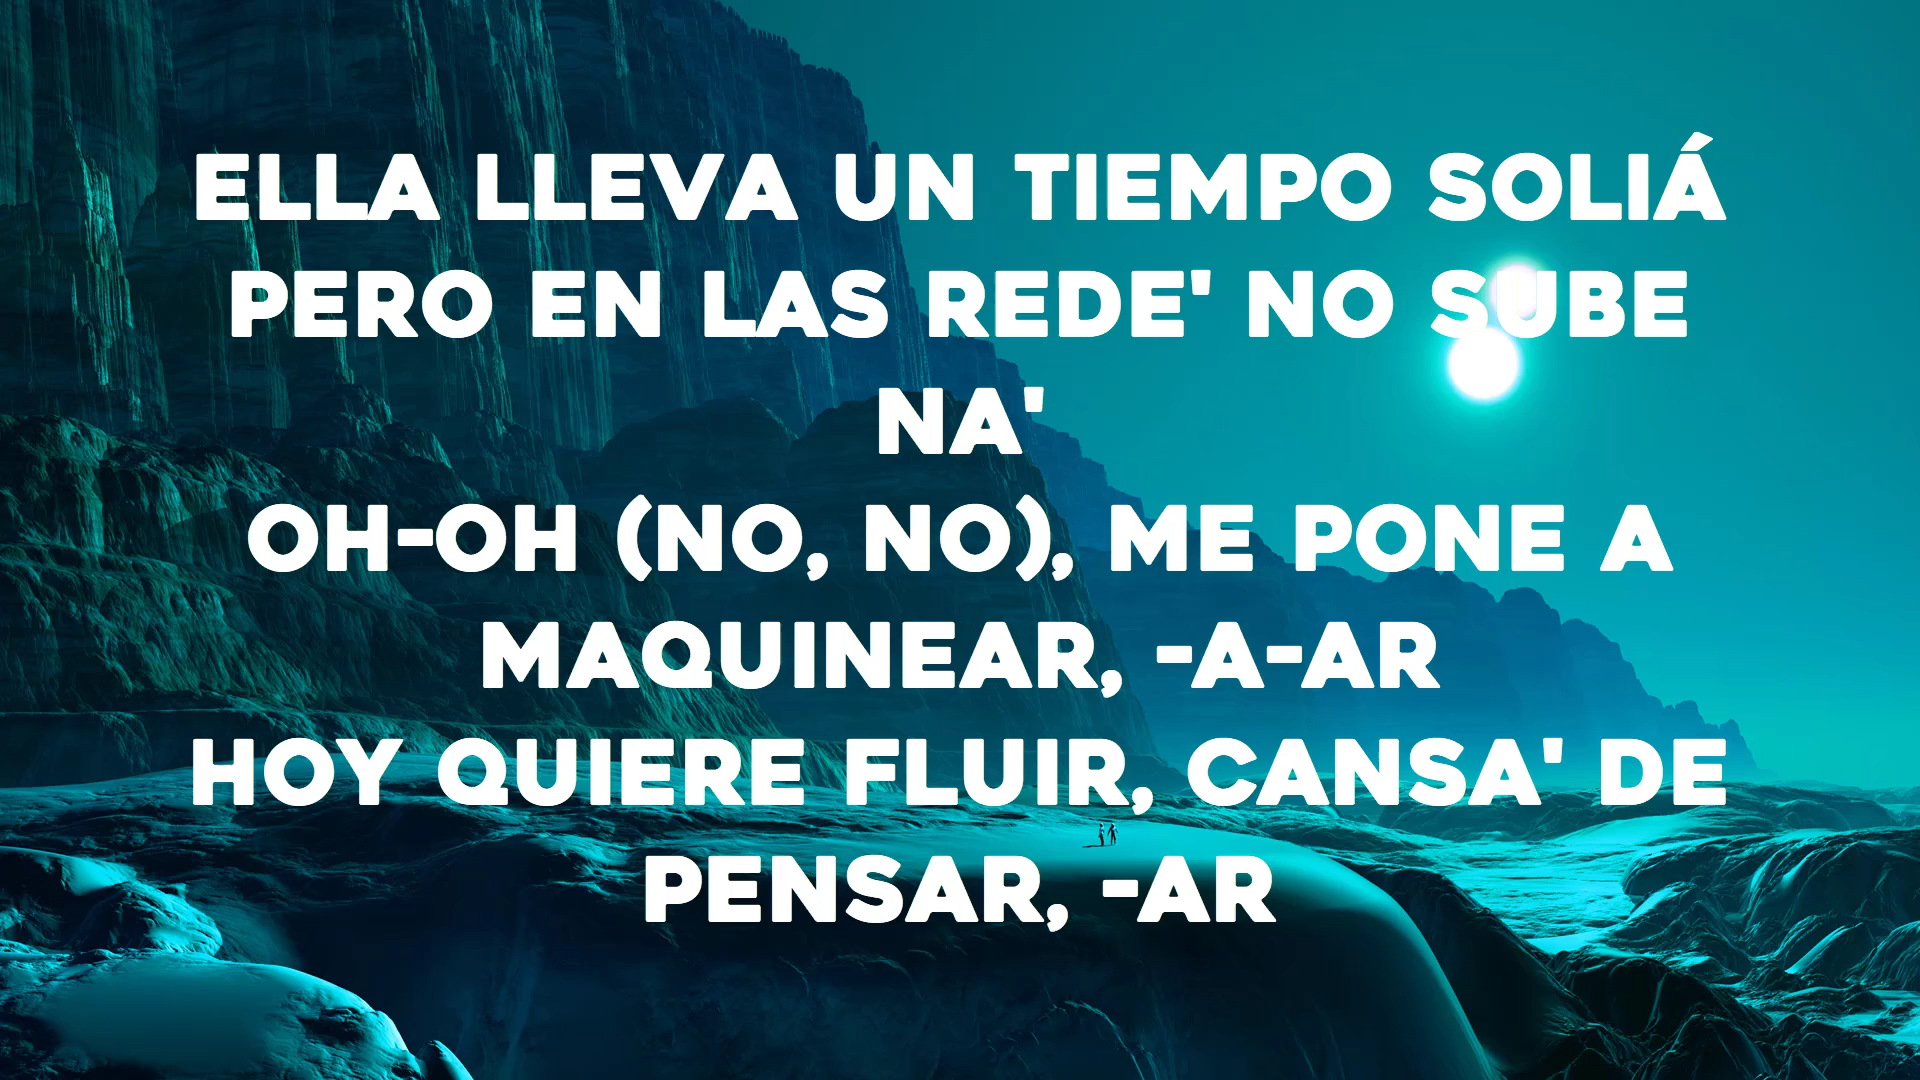 ELLA LLEVA UN TIEMPO SOLIÁ
PERO EN LAS REDE' NO SUBE
NA'
OH-OH (NO, NO), ME PONE A
MAQUINEAR, -A-AR
HOY QUIERE FLUIR, CANSA' DE
PENSAR, -AR